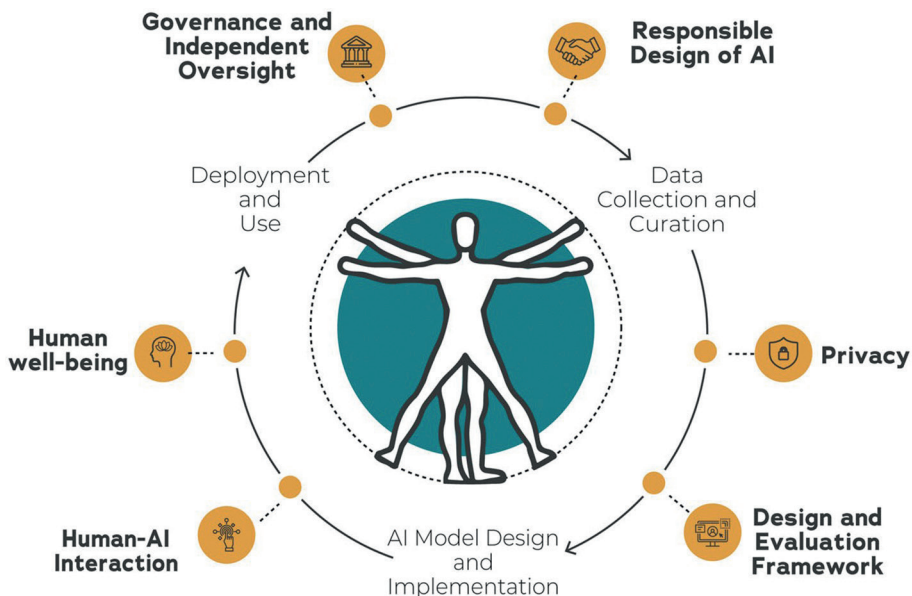 Governance and
Independent
Oversight
Responsible
Design of AI
Deployment
and
Use
Data
Collection and
Curation
Human
well-being
Privacy
Human-AI
Interaction
AI Model Design
and
Implementation
Design and
Evaluation
Framework